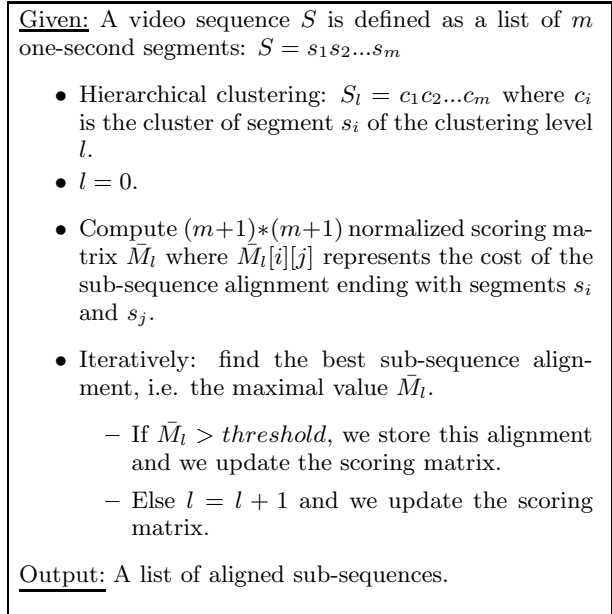 Given: A video sequence S is defined as a list of m
one-second segments: S = s₁s₂...sₘ
• Hierarchical clustering: Sₗ = c₁c₂...cₘ where cᵢ
is the cluster of segment sᵢ of the clustering level
l.
• l = 0.
• Compute (m+1)∗(m+1) normalized scoring ma-
trix M̄ₗ where M̄ₗ[i][j] represents the cost of the
sub-sequence alignment ending with segments sᵢ
and sⱼ.
• Iteratively: find the best sub-sequence align-
ment, i.e. the maximal value M̄ₗ.
– If M̄ₗ > threshold, we store this alignment
and we update the scoring matrix.
– Else l = l + 1 and we update the scoring
matrix.
Output: A list of aligned sub-sequences.